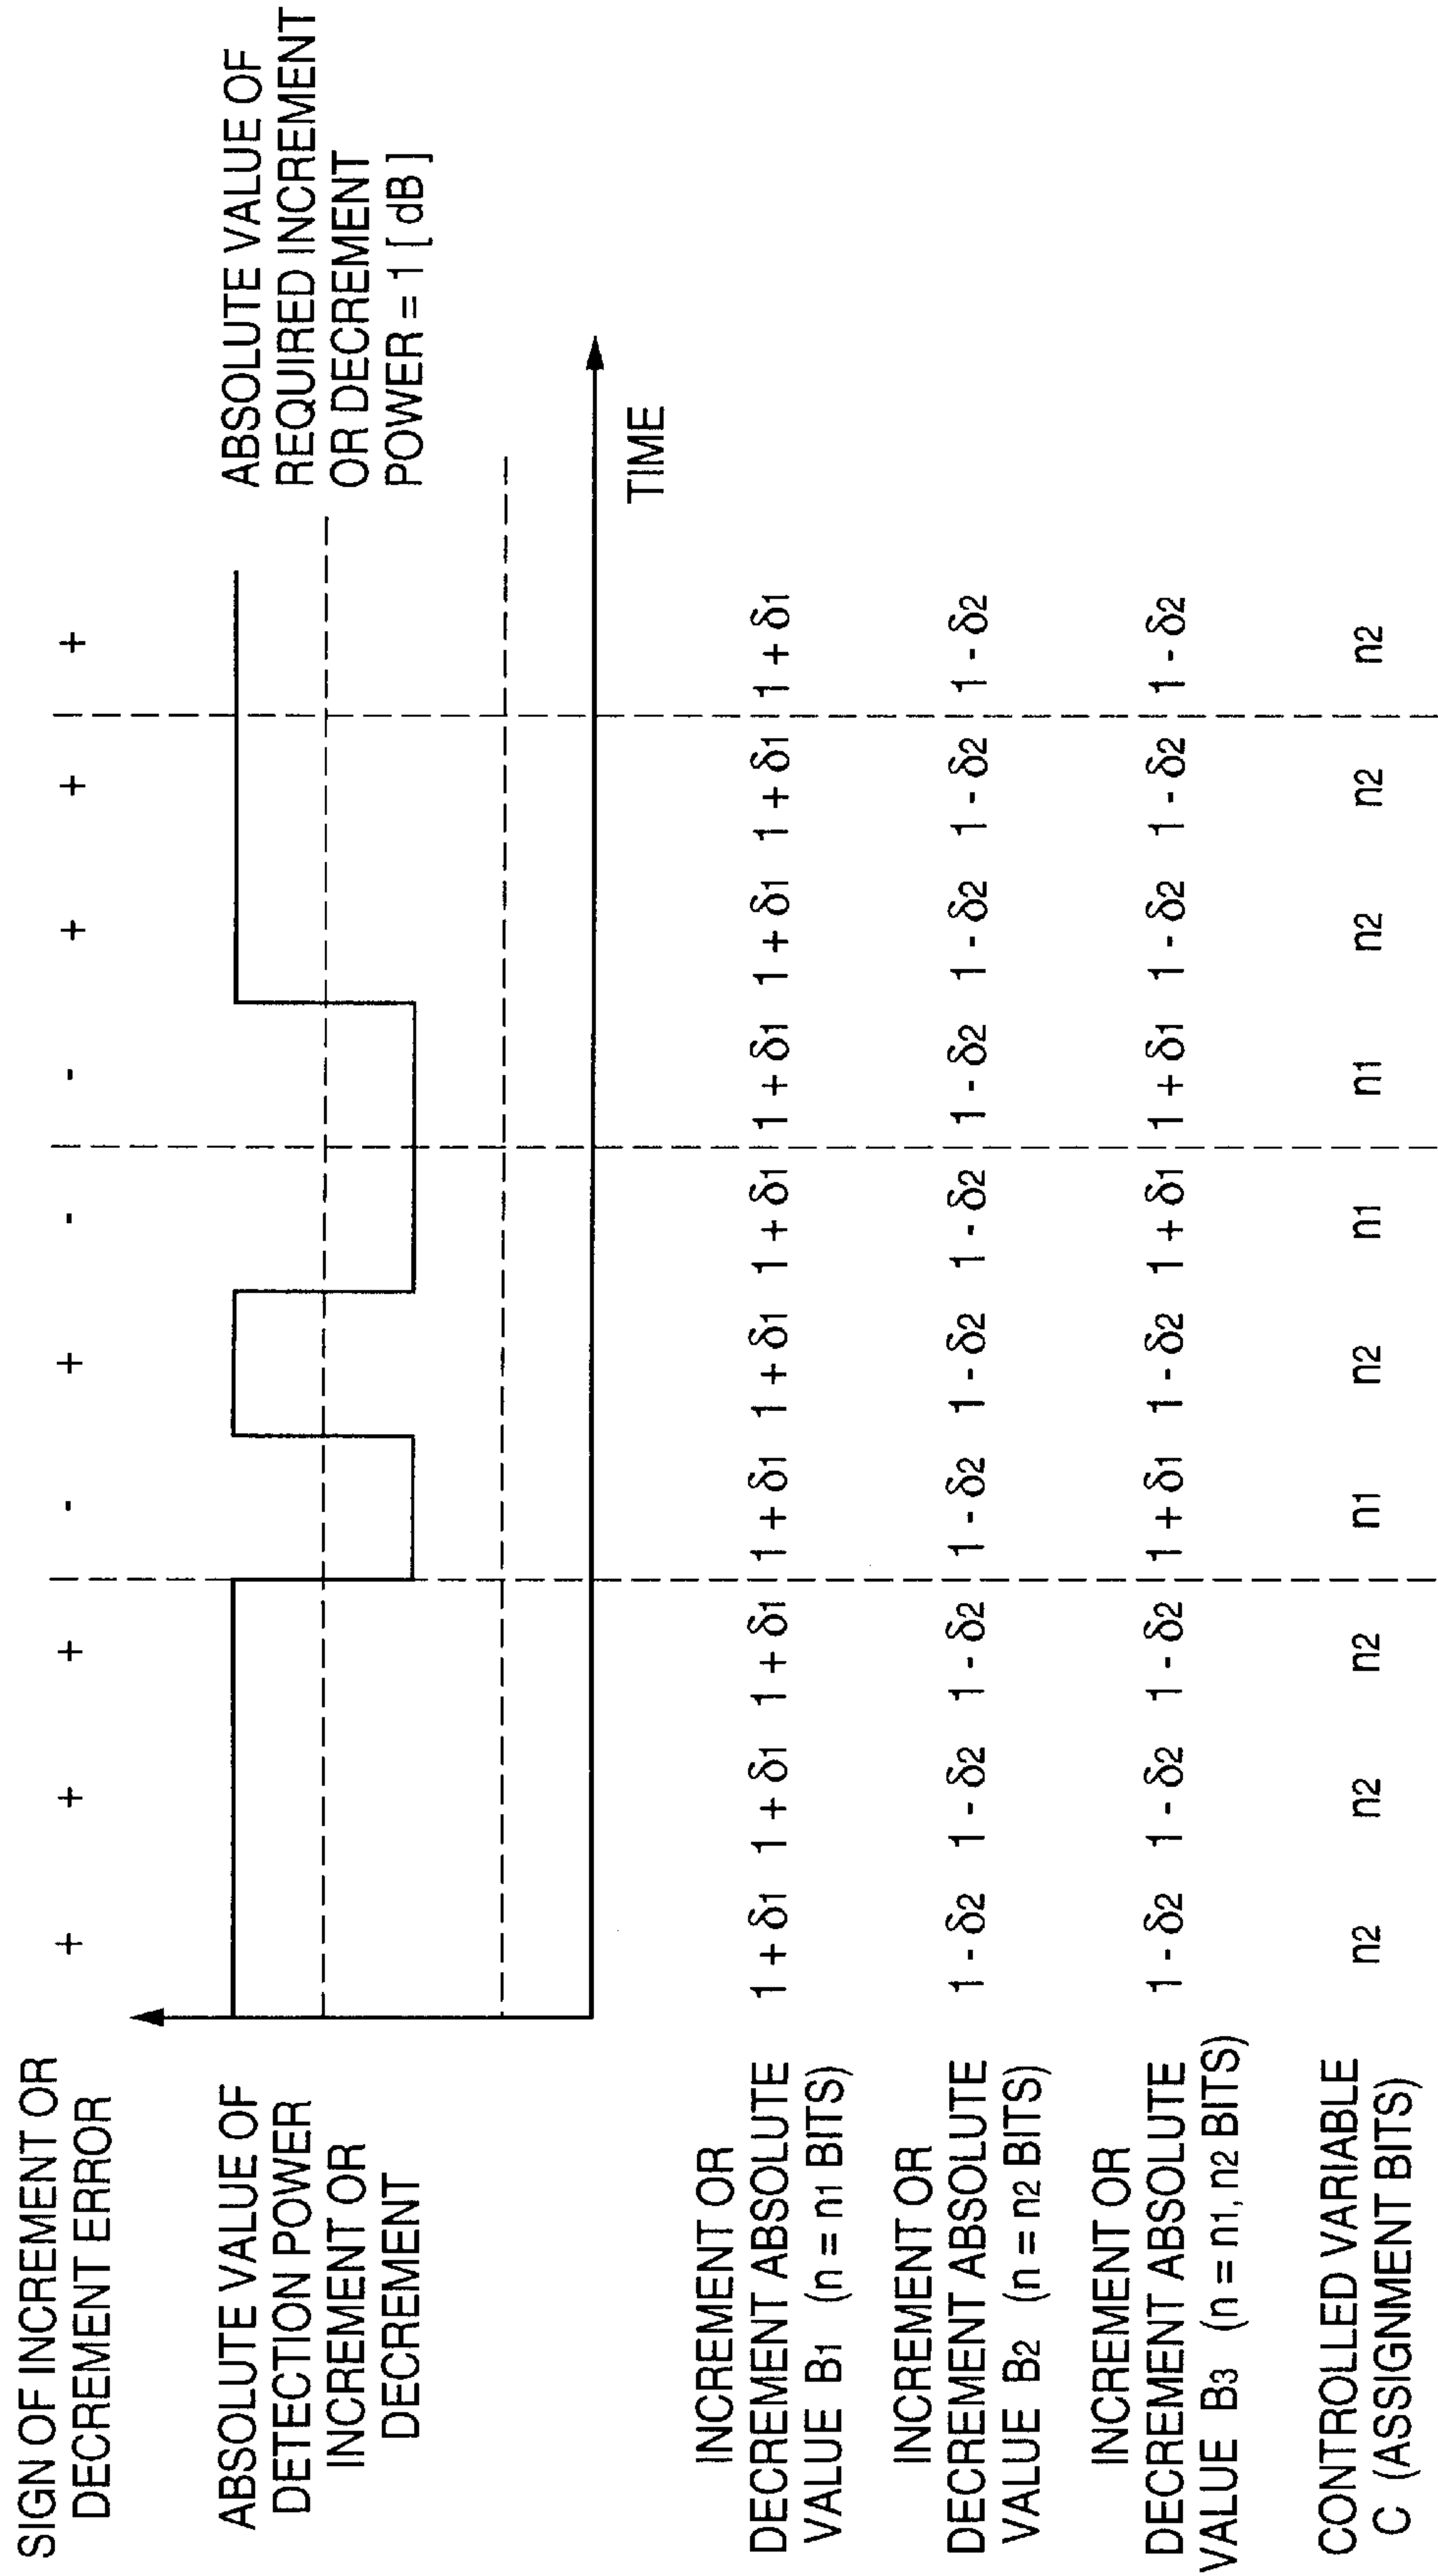 SIGN OF INCREMENT OR
DECREMENT ERROR
+ + + - + - - + + +
ABSOLUTE VALUE OF
DETECTION POWER
INCREMENT OR
DECREMENT
ABSOLUTE VALUE OF
REQUIRED INCREMENT
OR DECREMENT
POWER = 1 [ dB ]
TIME
INCREMENT OR
DECREMENT ABSOLUTE
VALUE B1 (n = n1 BITS)
1 + δ1 1 + δ1 1 + δ1 1 + δ1 1 + δ1 1 + δ1 1 + δ1 1 + δ1 1 + δ1 1 + δ1
INCREMENT OR
DECREMENT ABSOLUTE
VALUE B2 (n = n2 BITS)
1 - δ2 1 - δ2 1 - δ2 1 - δ2 1 - δ2 1 - δ2 1 - δ2 1 - δ2 1 - δ2 1 - δ2
INCREMENT OR
DECREMENT ABSOLUTE
VALUE B3 (n = n1, n2 BITS)
1 - δ2 1 - δ2 1 - δ2 1 + δ1 1 - δ2 1 + δ1 1 + δ1 1 - δ2 1 - δ2 1 - δ2
CONTROLLED VARIABLE
C (ASSIGNMENT BITS)
n2 n2 n2 n1 n2 n1 n1 n2 n2 n2